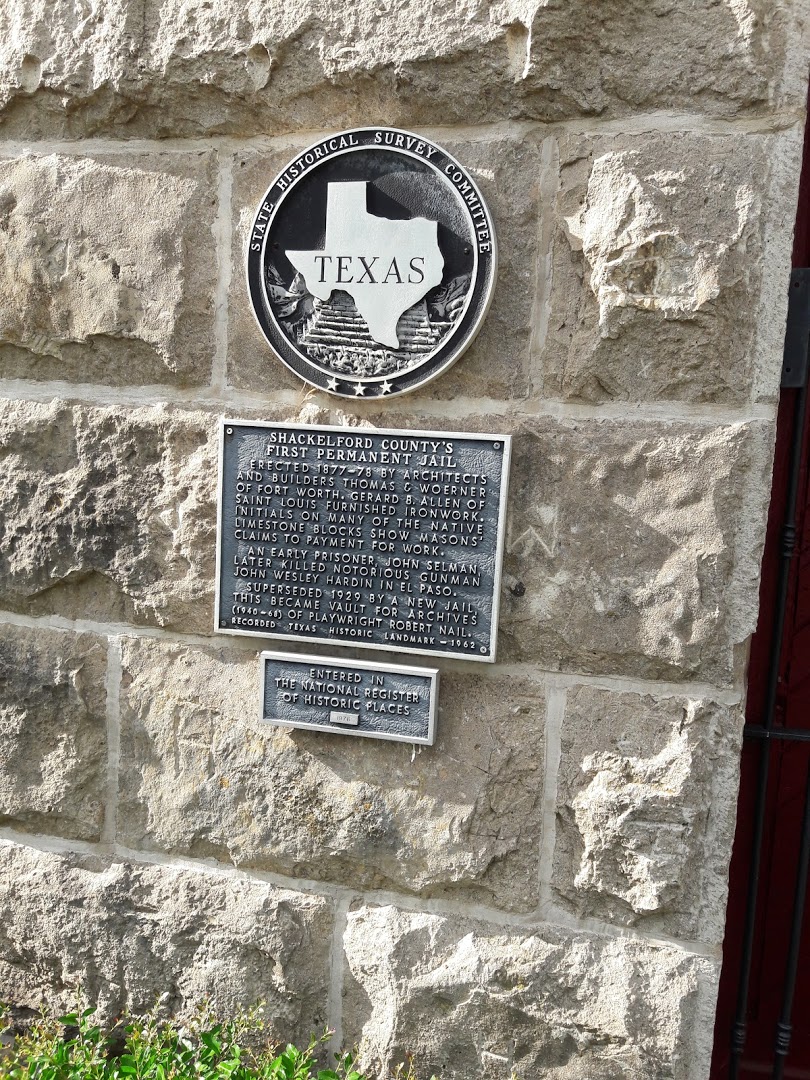 STATE HISTORICAL SURVEY COMMITTEE
TEXAS
SHACKELFORD COUNTY'S
FIRST PERMANENT JAIL
ERECTED 1877-78 BY ARCHITECTS
AND BUILDERS THOMAS & WOERNER
OF FORT WORTH. GERARD B. ALLEN OF
SAINT LOUIS FURNISHED IRONWORK.
INITIALS ON MANY OF THE NATIVE
LIMESTONE BLOCKS SHOW MASONS'
CLAIMS TO PAYMENT FOR WORK.
AN EARLY PRISONER, JOHN SELMAN,
LATER KILLED NOTORIOUS GUNMAN
JOHN WESLEY HARDIN IN EL PASO.
SUPERSEDED 1929 BY A NEW JAIL,
THIS BECAME VAULT FOR ARCHIVES
(1940-68) OF PLAYWRIGHT ROBERT NAIL.
RECORDED TEXAS HISTORIC LANDMARK-1962
ENTERED IN
THE NATIONAL REGISTER
OF HISTORIC PLACES